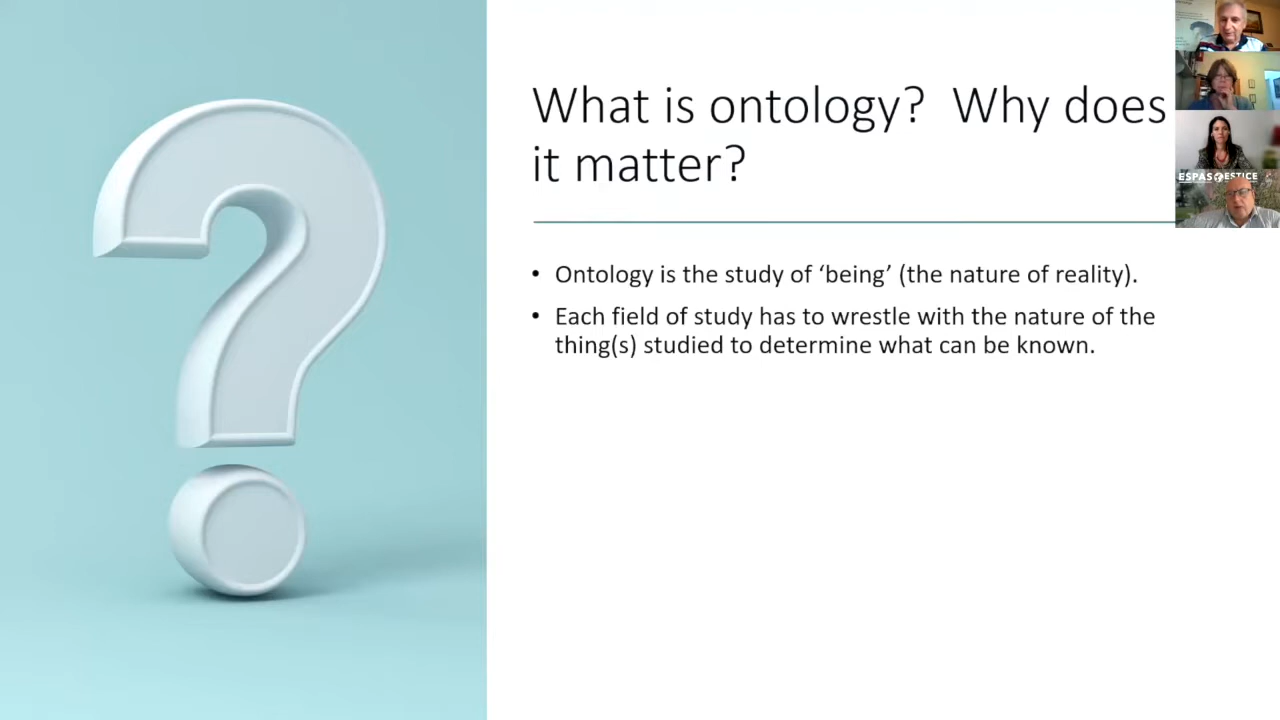 What is ontology? Why does
it matter?
• Ontology is the study of ‘being’ (the nature of reality).
• Each field of study has to wrestle with the nature of the
thing(s) studied to determine what can be known.
ESPAS ESTICE